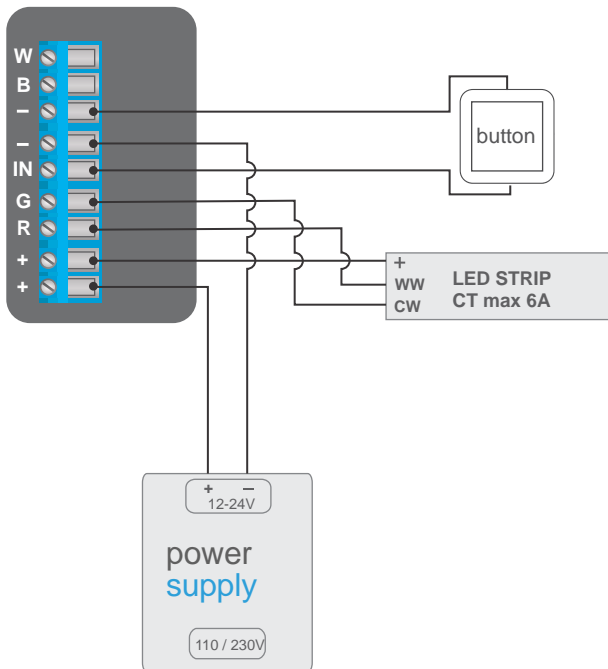 W
B
–
–
IN
G
R
+
+
button
+
WW
CW
LED STRIP
CT max 6A
+ –
12-24V
power
supply
110 / 230V